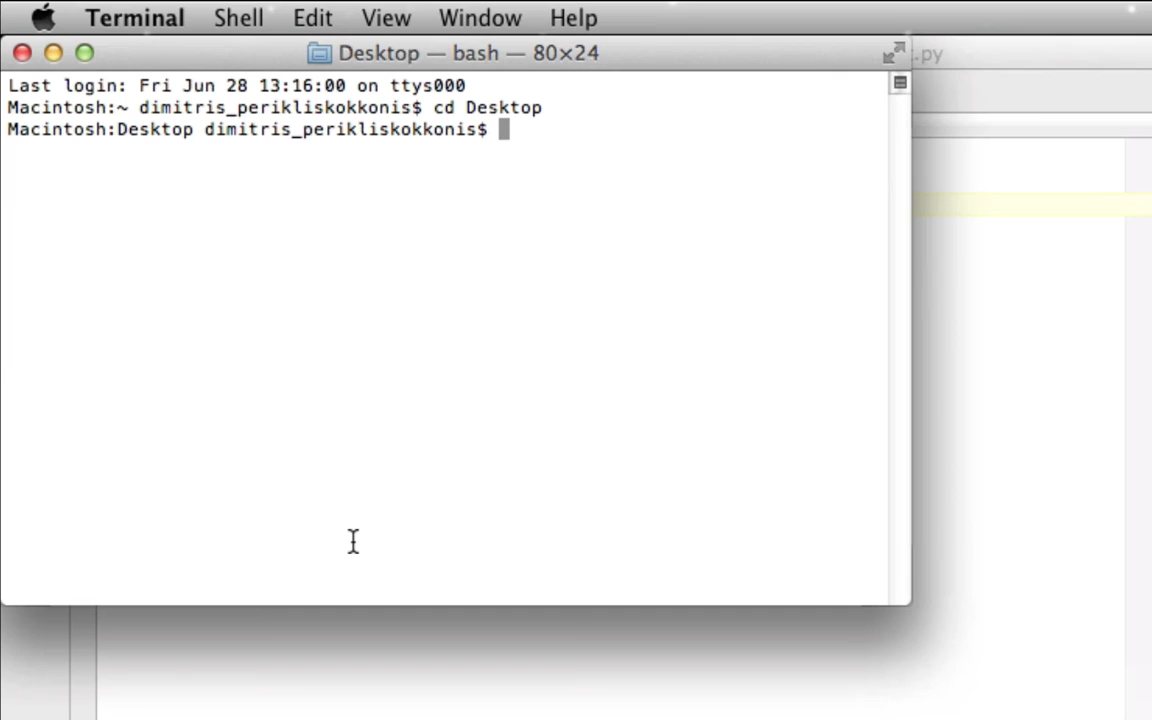 Terminal Shell Edit View Window Help
Desktop — bash — 80×24
.py
Last login: Fri Jun 28 13:16:00 on ttys000
Macintosh:~ dimitris_perikliskokkonis$ cd Desktop
Macintosh:Desktop dimitris_perikliskokkonis$